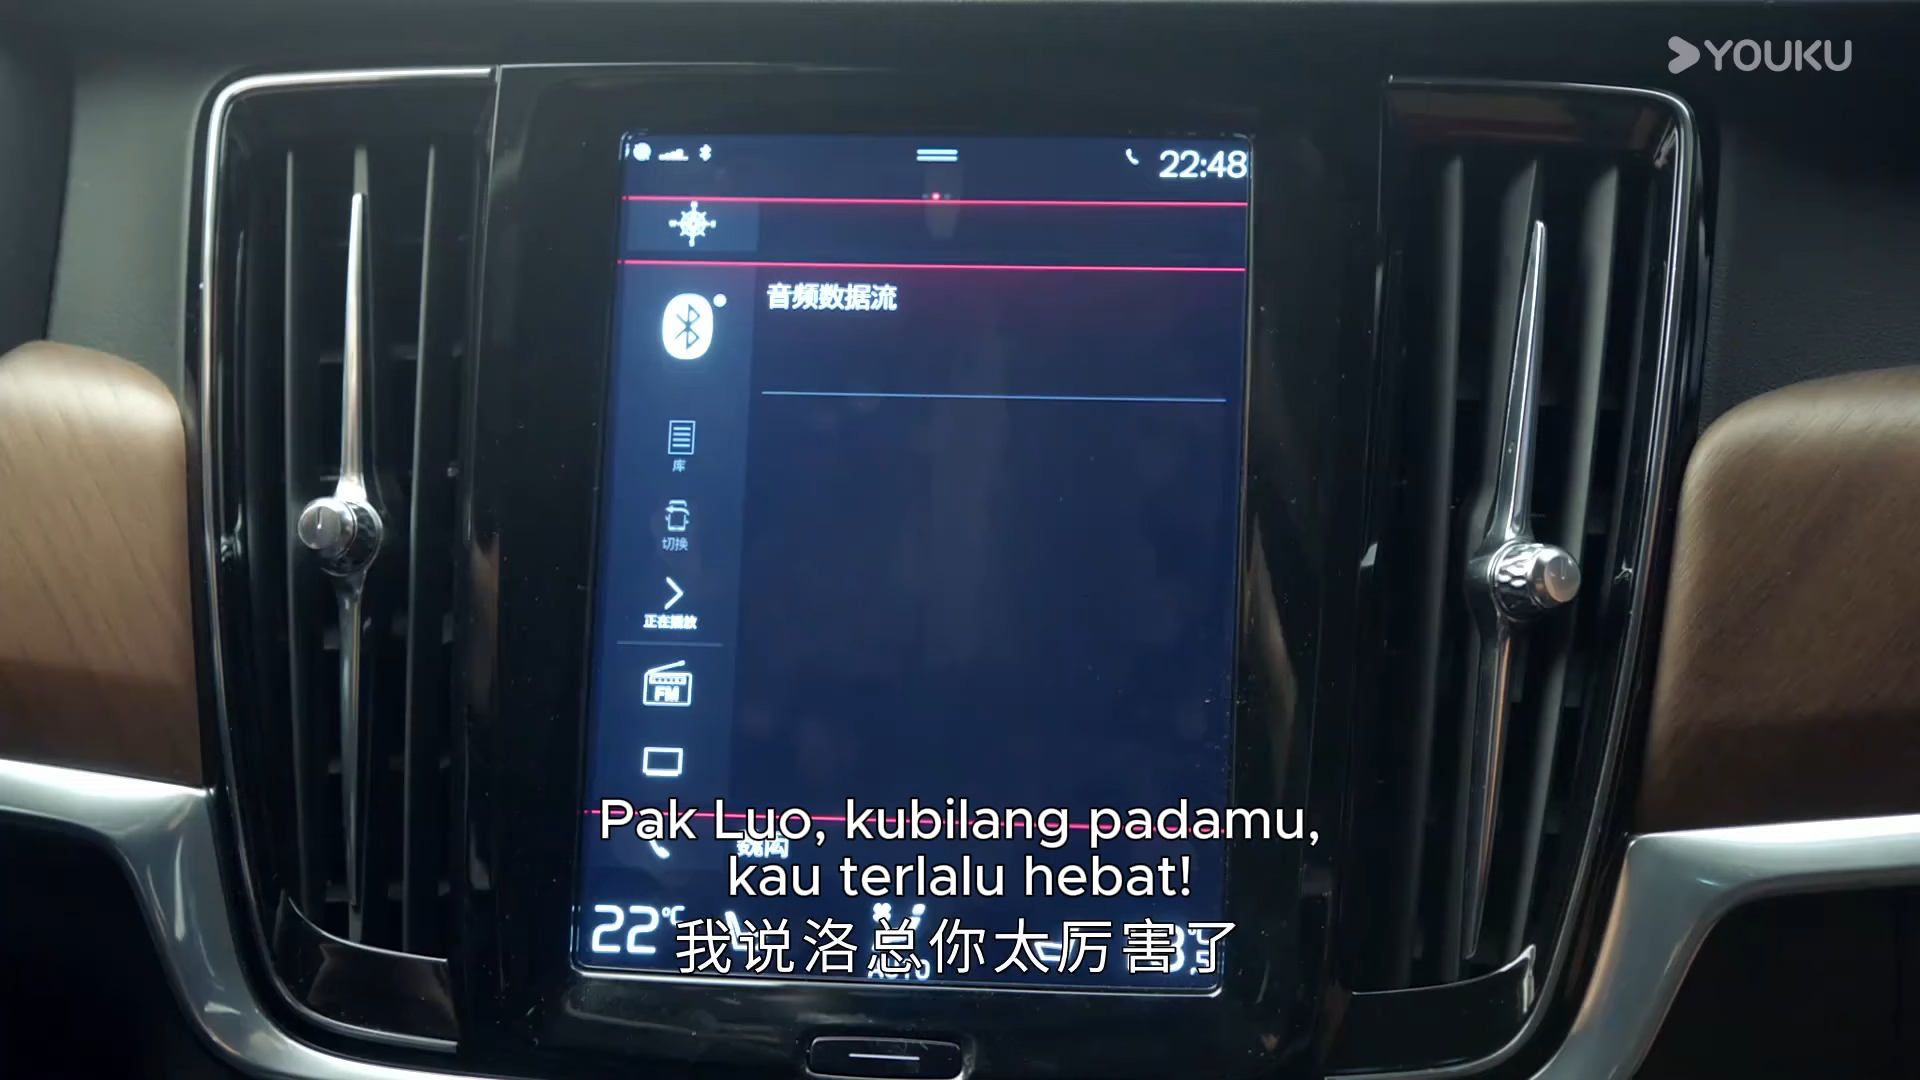 YOUKU
22:48
音频数据流
库
切换
正在播放
FM
Pak Luo, kubilang padamu,
kau terlalu hebat!
22°C
我说洛总你太厉害了
AUTO